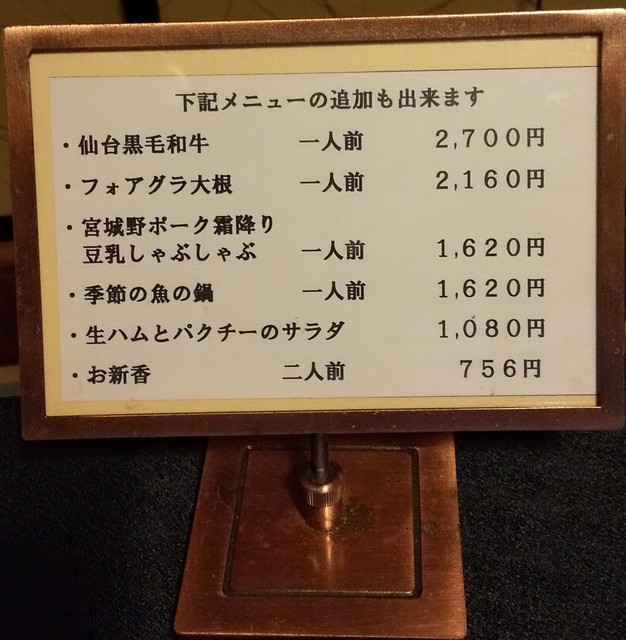 下記メニューの追加も出来ます
・仙台黒毛和牛 一人前 2,700円
・フォアグラ大根 一人前 2,160円
・宮城野ポーク霜降り
豆乳しゃぶしゃぶ 一人前 1,620円
・季節の魚の鍋 一人前 1,620円
・生ハムとパクチーのサラダ 1,080円
・お新香 二人前 756円